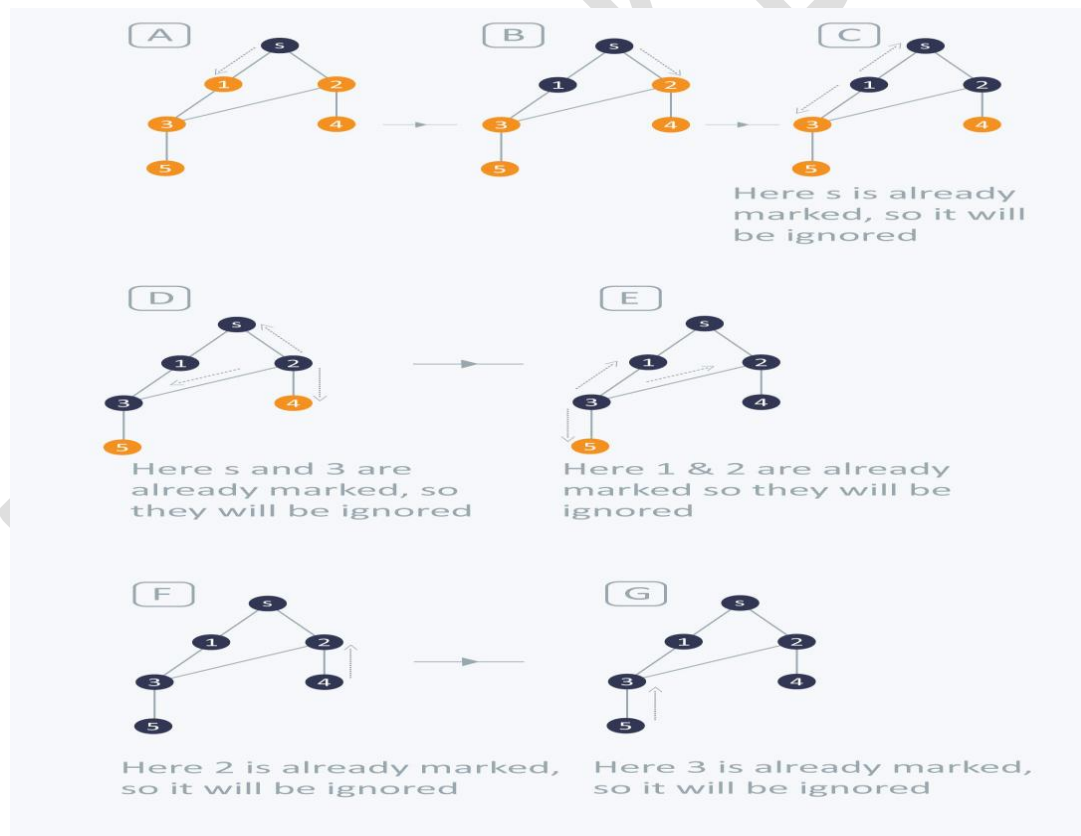 A
B
C
s
1
2
3
4
5
s
1
2
3
4
5
s
1
2
3
4
5
Here s is already
marked, so it will
be ignored
D
E
s
1
2
3
4
5
s
1
2
3
4
5
Here s and 3 are
already marked, so
they will be ignored
Here 1 & 2 are already
marked so they will be
ignored
F
G
s
1
2
3
4
5
s
1
2
3
4
5
Here 2 is already marked,
so it will be ignored
Here 3 is already marked,
so it will be ignored